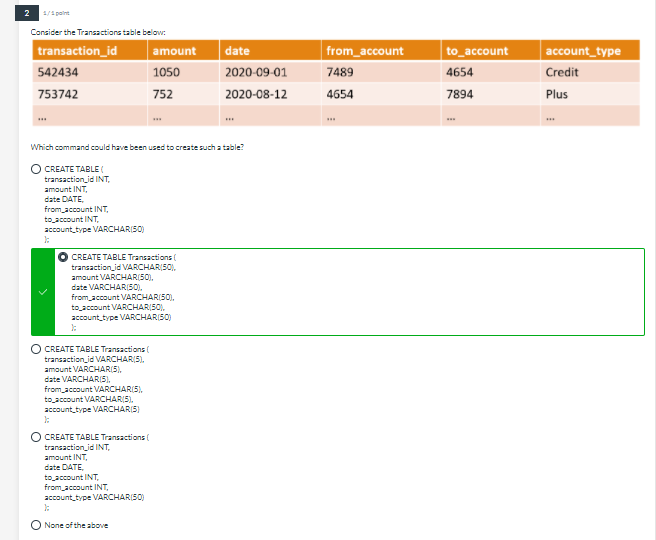 2 1 / 1 point
Consider the Transactions table below:
transaction_id amount date from_account to_account account_type
542434 1050 2020-09-01 7489 4654 Credit
753742 752 2020-08-12 4654 7894 Plus
... ... ... ... ... ...
Which command could have been used to create such a table?
CREATE TABLE (
transaction_id INT,
amount INT,
date DATE,
from_account INT,
to_account INT,
account_type VARCHAR(50)
);
CREATE TABLE Transactions (
transaction_id VARCHAR(50),
amount VARCHAR(50),
date VARCHAR(50),
from_account VARCHAR(50),
to_account VARCHAR(50),
account_type VARCHAR(50)
);
CREATE TABLE Transactions (
transaction_id VARCHAR(5),
amount VARCHAR(5),
date VARCHAR(5),
from_account VARCHAR(5),
to_account VARCHAR(5),
account_type VARCHAR(5)
);
CREATE TABLE Transactions (
transaction_id INT,
amount INT,
date DATE,
to_account INT,
from_account INT,
account_type VARCHAR(50)
);
None of the above